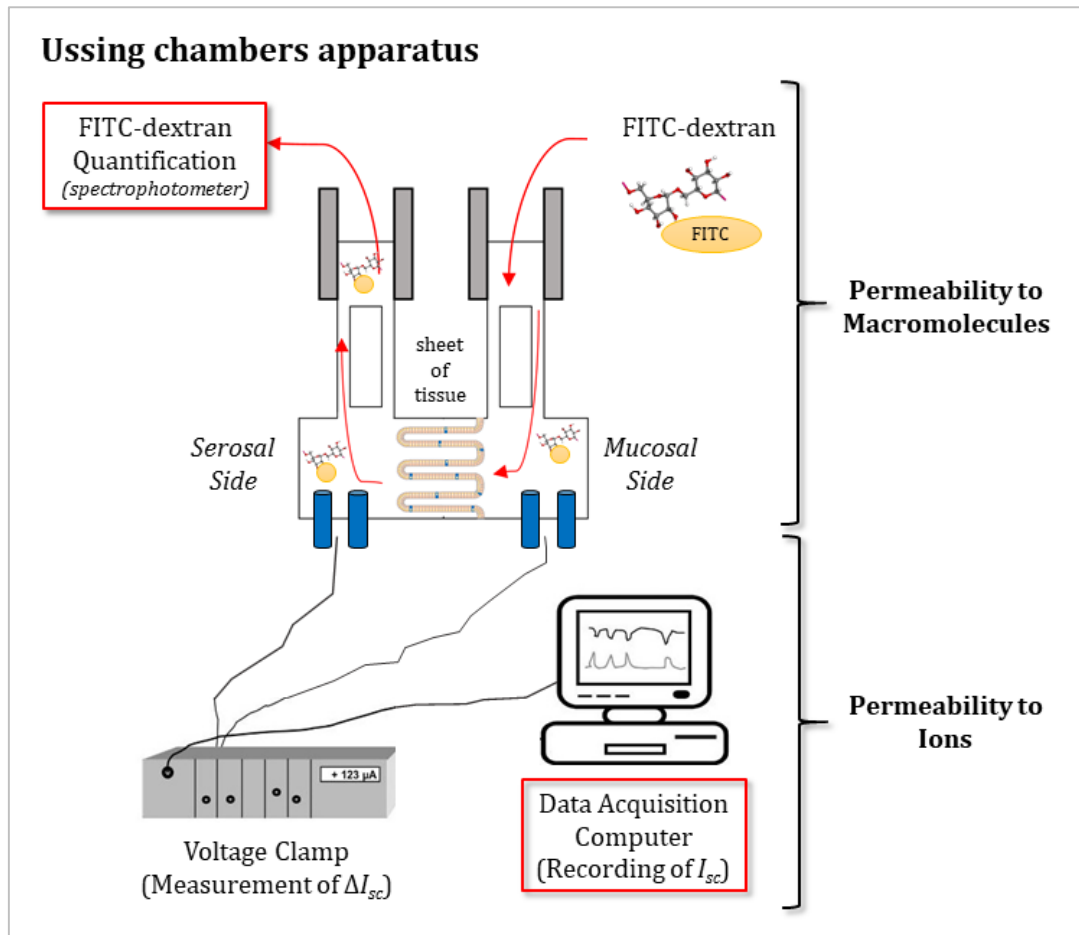 Ussing chambers apparatus
FITC-dextran
Quantification
(spectrophotometer)
FITC-dextran
FITC
Permeability to
Macromolecules
sheet
of
tissue
Serosal
Side
Mucosal
Side
+ 123 µA
Voltage Clamp
(Measurement of ΔIsc)
Data Acquisition
Computer
(Recording of Isc)
Permeability to
Ions